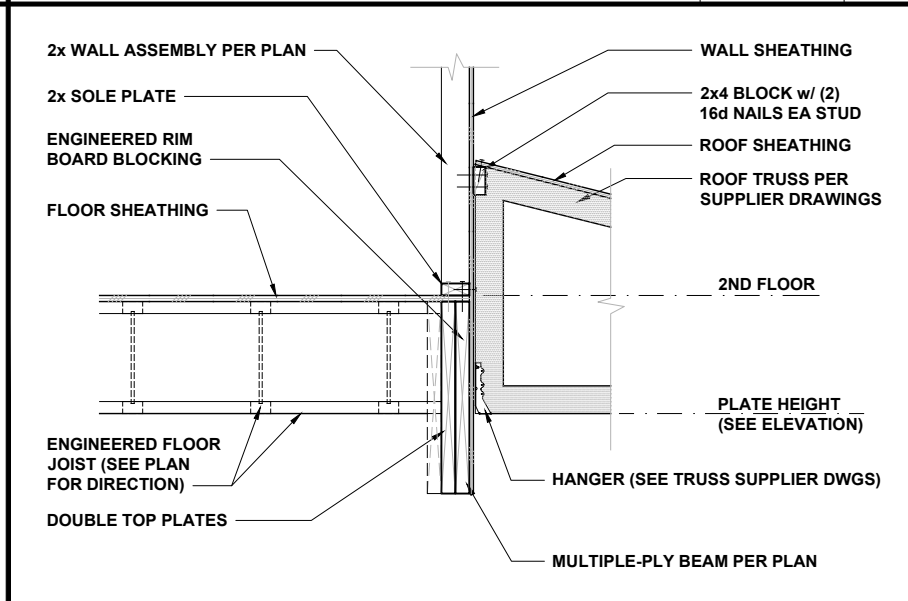 2x WALL ASSEMBLY PER PLAN
2x SOLE PLATE
ENGINEERED RIM
BOARD BLOCKING
FLOOR SHEATHING
ENGINEERED FLOOR
JOIST (SEE PLAN
FOR DIRECTION)
DOUBLE TOP PLATES
WALL SHEATHING
2x4 BLOCK w/ (2)
16d NAILS EA STUD
ROOF SHEATHING
ROOF TRUSS PER
SUPPLIER DRAWINGS
2ND FLOOR
PLATE HEIGHT
(SEE ELEVATION)
HANGER (SEE TRUSS SUPPLIER DWGS)
MULTIPLE-PLY BEAM PER PLAN